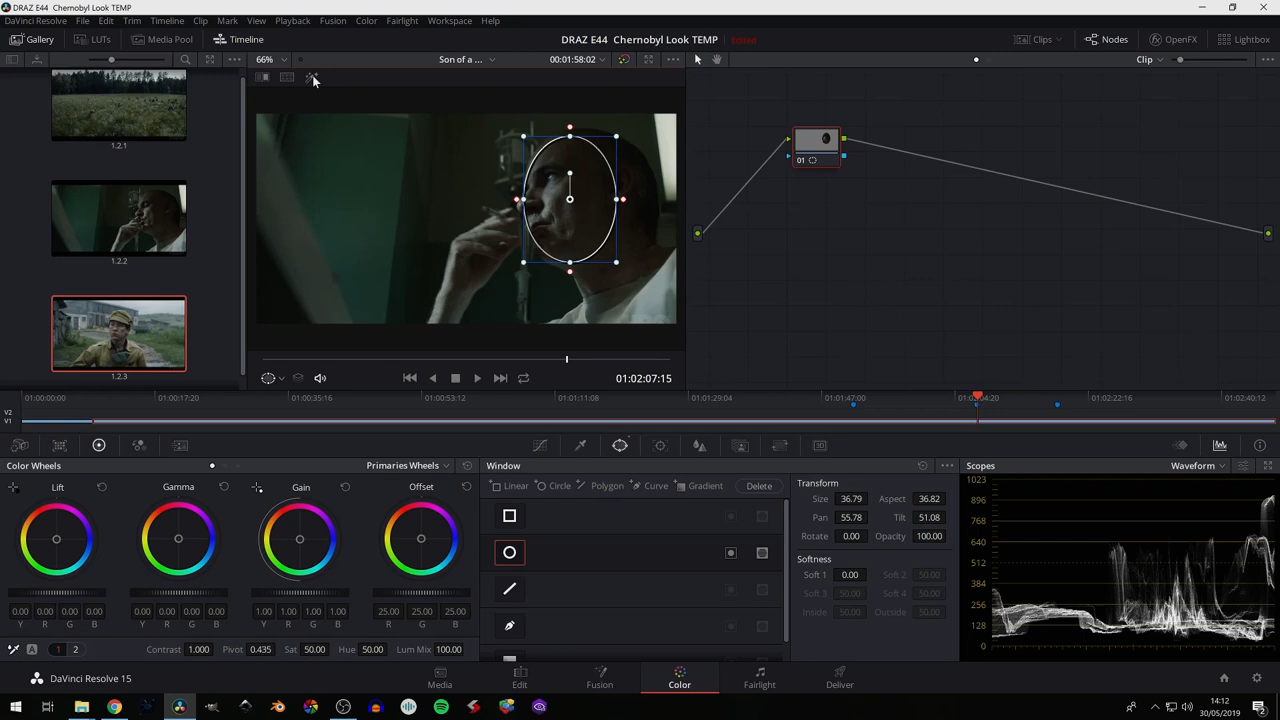 DRAZ E44 Chernobyl Look TEMP
DaVinci Resolve File Edit Trim Timeline Clip Mark View Playback Fusion Color Fairlight Workspace Help
Gallery LUTs Media Pool Timeline DRAZ E44 Chernobyl Look TEMP Edited Clips Nodes OpenFX Lightbox
66% Son of a ... 00:01:58:02 Clip
1.2.1
1.2.2
1.2.3
01
01:02:07:15
01:00:00:00 01:00:17:20 01:00:35:16 01:00:53:12 01:01:11:08 01:01:29:04 01:01:47:00 01:02:04:20 01:02:22:16 01:02:40:12
V2
V1
Color Wheels Primaries Wheels Window Scopes Waveform
Lift Gamma Gain Offset
Linear Circle Polygon Curve Gradient Delete
Transform
Size 36.79 Aspect 36.82
Pan 55.78 Tilt 51.08
Rotate 0.00 Opacity 100.00
Softness
Soft 1 0.00 Soft 2 50.00
Soft 3 50.00 Soft 4 50.00
Inside 50.00 Outside 50.00
1023
896
768
640
512
384
256
128
0
0.00 0.00 0.00 0.00 0.00 0.00 0.00 0.00 1.00 1.00 1.00 1.00 25.00 25.00 25.00
Y R G B Y R G B Y R G B R G B
A 1 2 Contrast 1.000 Pivot 0.435 Sat 50.00 Hue 50.00 Lum Mix 100.00
DaVinci Resolve 15 Media Edit Fusion Color Fairlight Deliver
14:12
30/05/2019
2